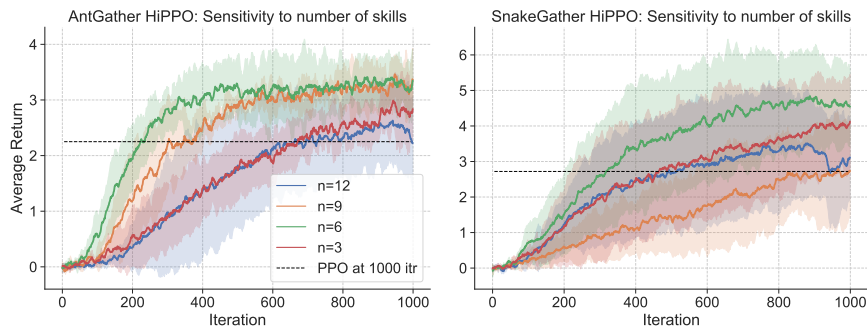 AntGather HiPPO: Sensitivity to number of skills
Average Return
4
3
2
1
0
n=12
n=9
n=6
n=3
PPO at 1000 itr
0 200 400 600 800 1000
Iteration
SnakeGather HiPPO: Sensitivity to number of skills
6
5
4
3
2
1
0
0 200 400 600 800 1000
Iteration